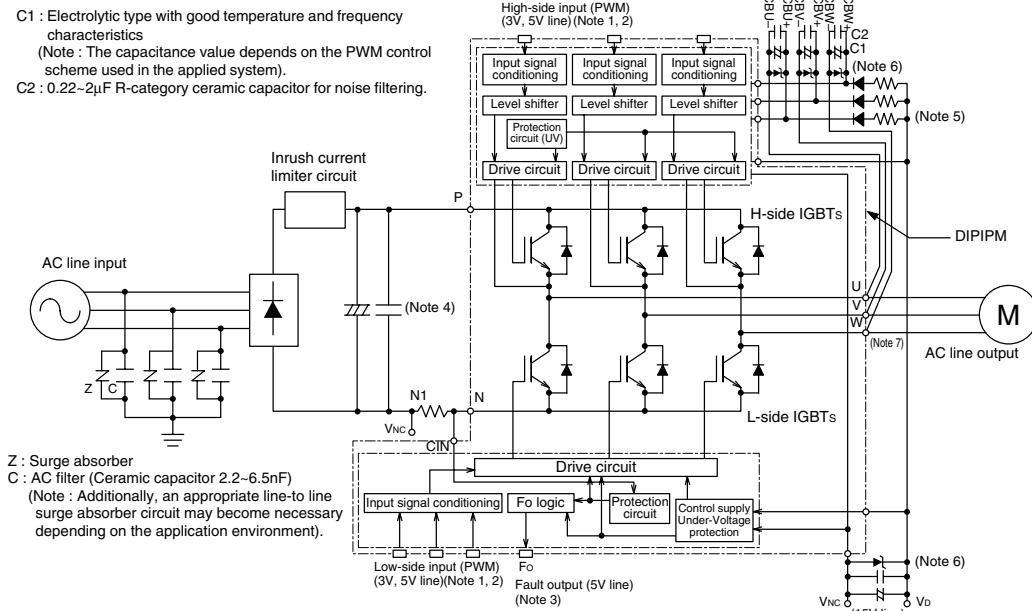 C1 : Electrolytic type with good temperature and frequency
characteristics
(Note : The capacitance value depends on the PWM control
scheme used in the applied system).
C2 : 0.22~2μF R-category ceramic capacitor for noise filtering.
High-side input (PWM)
(3V, 5V line) (Note 1, 2)
CBU–
CBU+
CBV–
CBV+
CBW–
CBW+
C2
C1
(Note 6)
(Note 5)
Input signal
conditioning
Input signal
conditioning
Input signal
conditioning
Level shifter
Level shifter
Level shifter
Protection
circuit (UV)
Drive circuit
Drive circuit
Drive circuit
Inrush current
limiter circuit
P
H-side IGBTs
DIPIPM
AC line input
(Note 4)
U
V
W
(Note 7)
M
AC line output
Z
C
N1
N
VNC
CIN
L-side IGBTs
Z : Surge absorber
C : AC filter (Ceramic capacitor 2.2~6.5nF)
(Note : Additionally, an appropriate line-to line
surge absorber circuit may become necessary
depending on the application environment).
Drive circuit
Input signal conditioning
Fo logic
Protection
circuit
Control supply
Under-Voltage
protection
Low-side input (PWM)
(3V, 5V line)(Note 1, 2)
FO
Fault output (5V line)
(Note 3)
(Note 6)
VNC
(15V line)
VD